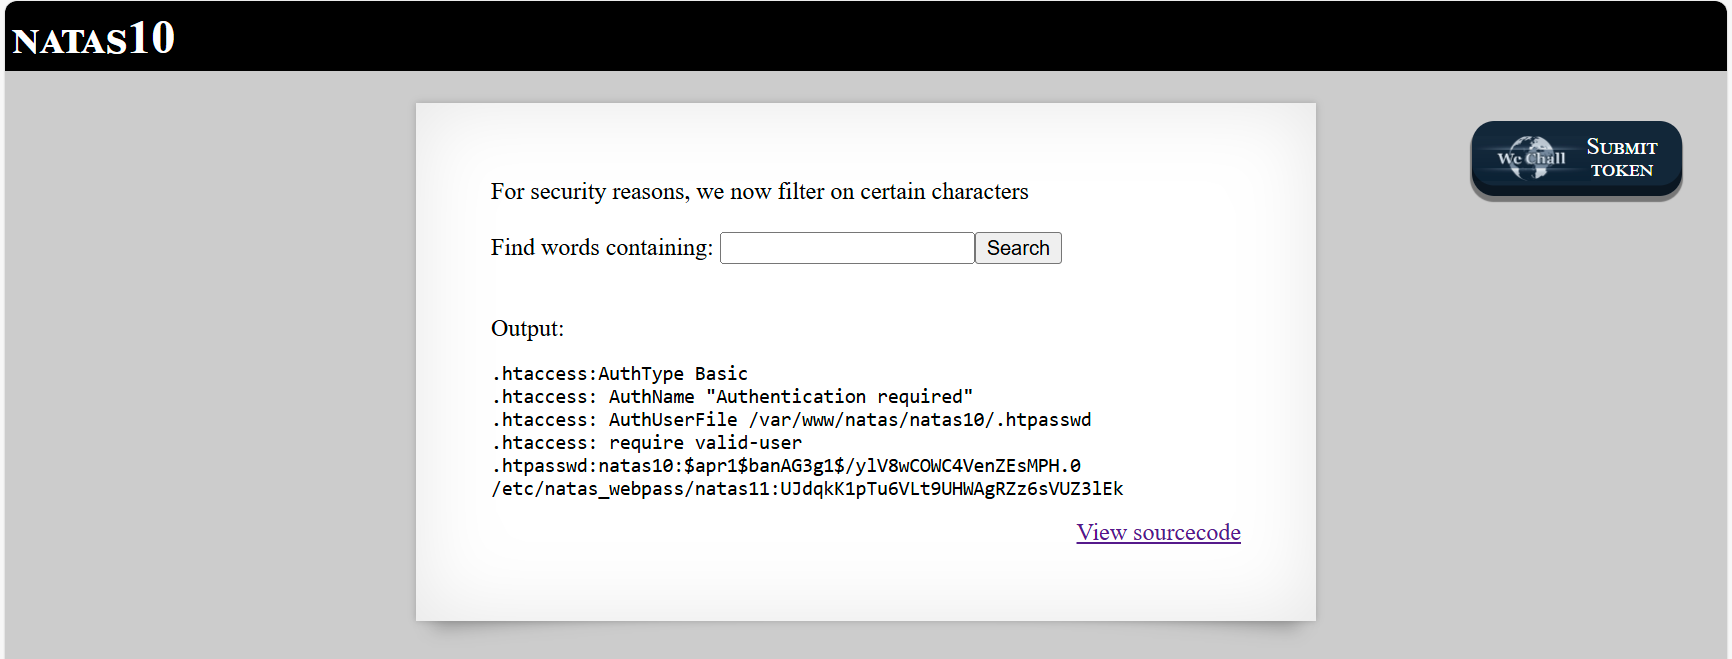 NATAS10
We Chall
SUBMIT
TOKEN
For security reasons, we now filter on certain characters
Find words containing: Search
Output:
.htaccess:AuthType Basic
.htaccess: AuthName "Authentication required"
.htaccess: AuthUserFile /var/www/natas/natas10/.htpasswd
.htaccess: require valid-user
.htpasswd:natas10:$apr1$banAG3g1$/ylV8wCOWC4VenZEsMPH.0
/etc/natas_webpass/natas11:UJdqkK1pTu6VLt9UHWAgRZz6sVUZ3lEk
View sourcecode